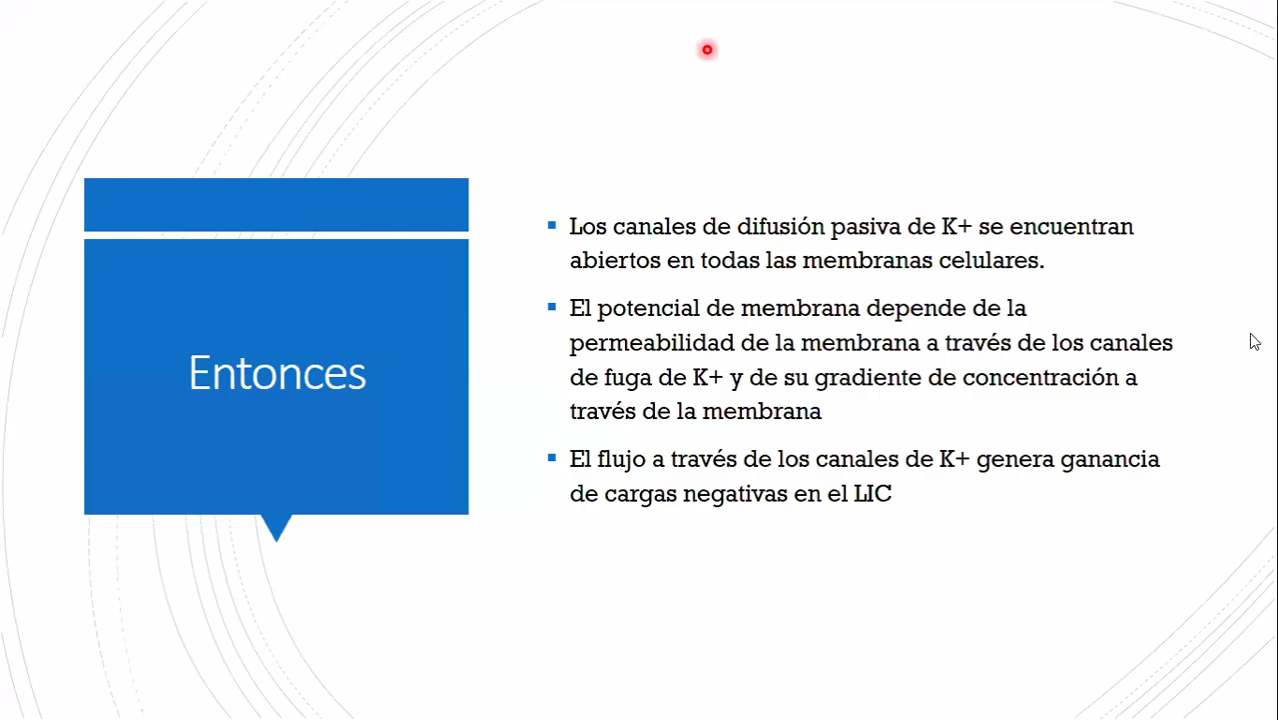 Entonces
Los canales de difusión pasiva de K+ se encuentran
abiertos en todas las membranas celulares.
El potencial de membrana depende de la
permeabilidad de la membrana a través de los canales
de fuga de K+ y de su gradiente de concentración a
través de la membrana
El flujo a través de los canales de K+ genera ganancia
de cargas negativas en el LIC